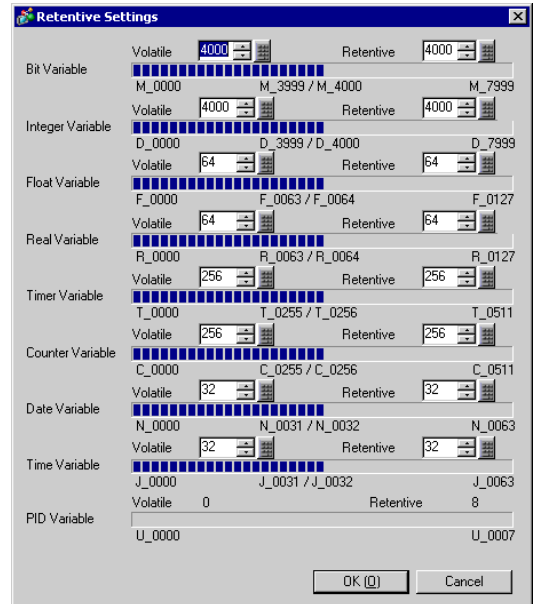 Retentive Settings
Volatile 4000 Retentive 4000
Bit Variable
M_0000 M_3999 / M_4000 M_7999
Volatile 4000 Retentive 4000
Integer Variable
D_0000 D_3999 / D_4000 D_7999
Volatile 64 Retentive 64
Float Variable
F_0000 F_0063 / F_0064 F_0127
Volatile 64 Retentive 64
Real Variable
R_0000 R_0063 / R_0064 R_0127
Volatile 256 Retentive 256
Timer Variable
T_0000 T_0255 / T_0256 T_0511
Volatile 256 Retentive 256
Counter Variable
C_0000 C_0255 / C_0256 C_0511
Volatile 32 Retentive 32
Date Variable
N_0000 N_0031 / N_0032 N_0063
Volatile 32 Retentive 32
Time Variable
J_0000 J_0031 / J_0032 J_0063
Volatile 0 Retentive 8
PID Variable
U_0000 U_0007
OK (O) Cancel